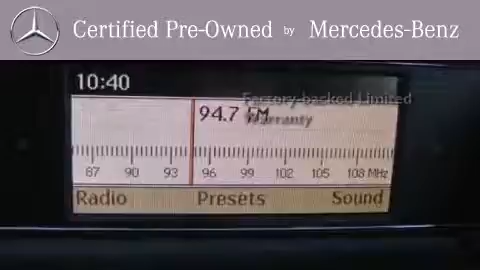 Certified Pre-Owned by Mercedes-Benz
10:40
Factory-backed Limited
Warranty
94.7 FM
87 90 93 96 99 102 105 108 MHz
Radio Presets Sound